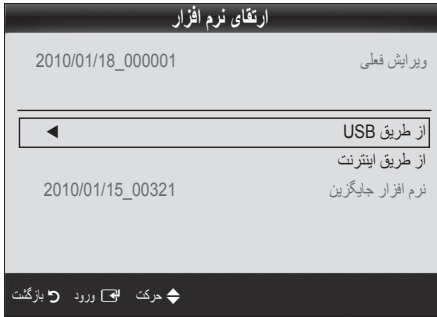 ارتقای نرم افزار
ویرایش فعلی 2010/01/18_000001
از طریق USB ◄
از طریق اینترنت
نرم افزار جایگزین 2010/01/15_00321
حرکت ورود بازگشت